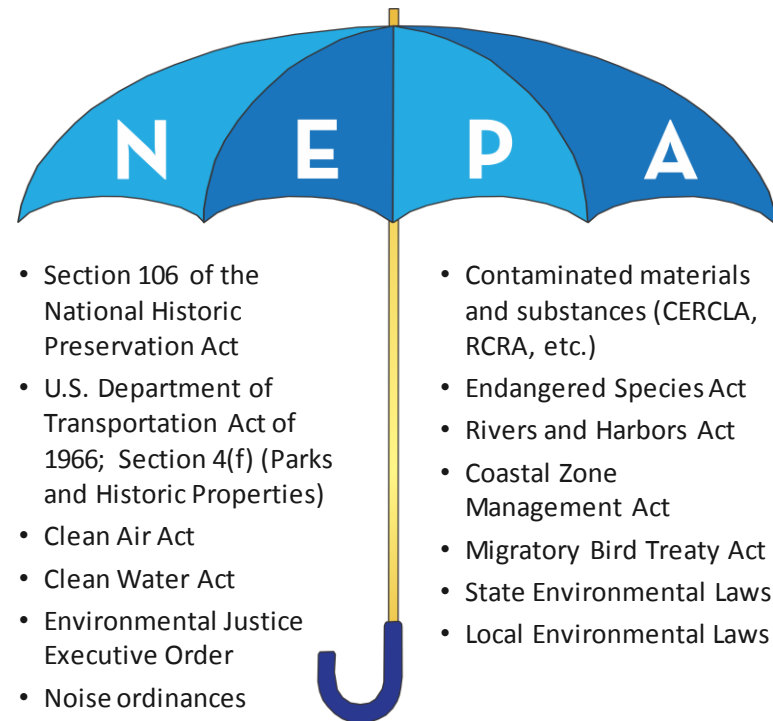 N E P A
• Section 106 of the
National Historic
Preservation Act
• U.S. Department of
Transportation Act of
1966; Section 4(f) (Parks
and Historic Properties)
• Clean Air Act
• Clean Water Act
• Environmental Justice
Executive Order
• Noise ordinances
• Contaminated materials
and substances (CERCLA,
RCRA, etc.)
• Endangered Species Act
• Rivers and Harbors Act
• Coastal Zone
Management Act
• Migratory Bird Treaty Act
• State Environmental Laws
• Local Environmental Laws